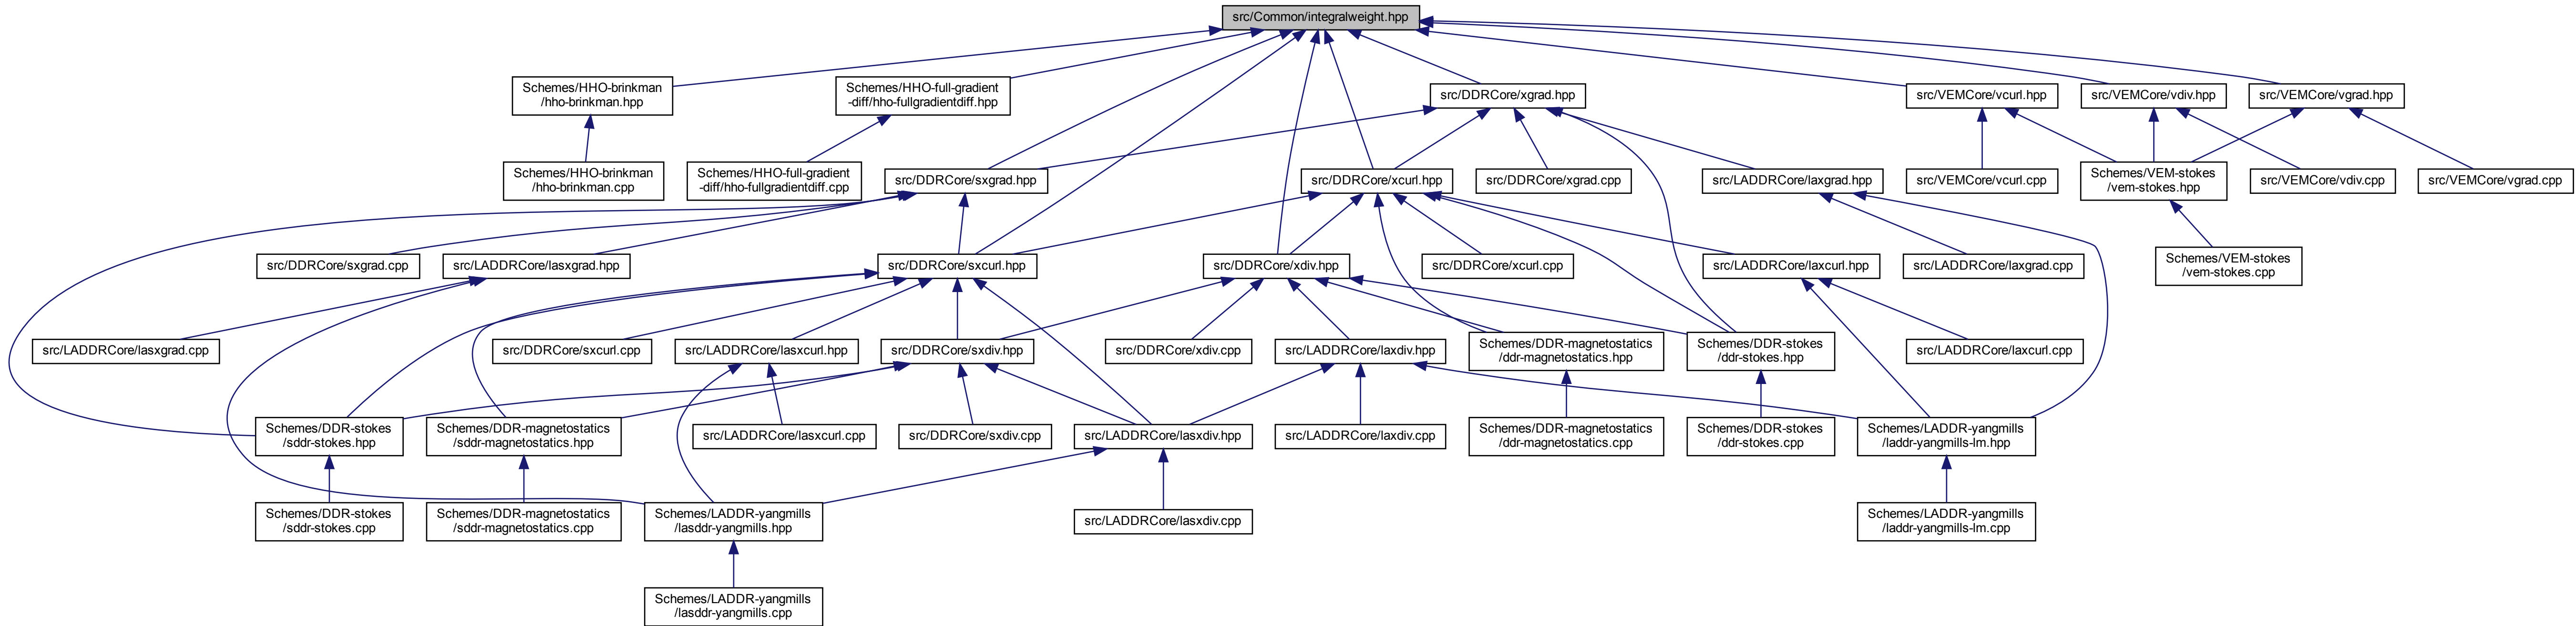 src/Common/integralweight.hpp
Schemes/HHO-brinkman
/hho-brinkman.hpp
Schemes/HHO-full-gradient
-diff/hho-fullgradientdiff.hpp
src/DDRCore/xgrad.hpp
src/VEMCore/vcurl.hpp
src/VEMCore/vdiv.hpp
src/VEMCore/vgrad.hpp
Schemes/HHO-brinkman
/hho-brinkman.cpp
Schemes/HHO-full-gradient
-diff/hho-fullgradientdiff.cpp
src/DDRCore/sxgrad.hpp
src/DDRCore/xcurl.hpp
src/DDRCore/xgrad.cpp
src/LADDRCore/laxgrad.hpp
src/VEMCore/vcurl.cpp
Schemes/VEM-stokes
/vem-stokes.hpp
src/VEMCore/vdiv.cpp
src/VEMCore/vgrad.cpp
src/DDRCore/sxgrad.cpp
src/LADDRCore/lasxgrad.hpp
src/DDRCore/sxcurl.hpp
src/DDRCore/xdiv.hpp
src/DDRCore/xcurl.cpp
src/LADDRCore/laxcurl.hpp
src/LADDRCore/laxgrad.cpp
Schemes/VEM-stokes
/vem-stokes.cpp
src/LADDRCore/lasxgrad.cpp
src/DDRCore/sxcurl.cpp
src/LADDRCore/lasxcurl.hpp
src/DDRCore/sxdiv.hpp
src/DDRCore/xdiv.cpp
src/LADDRCore/laxdiv.hpp
Schemes/DDR-magnetostatics
/ddr-magnetostatics.hpp
Schemes/DDR-stokes
/ddr-stokes.hpp
src/LADDRCore/laxcurl.cpp
Schemes/DDR-stokes
/sddr-stokes.hpp
Schemes/DDR-magnetostatics
/sddr-magnetostatics.hpp
src/LADDRCore/lasxcurl.cpp
src/DDRCore/sxdiv.cpp
src/LADDRCore/lasxdiv.hpp
src/LADDRCore/laxdiv.cpp
Schemes/DDR-magnetostatics
/ddr-magnetostatics.cpp
Schemes/DDR-stokes
/ddr-stokes.cpp
Schemes/LADDR-yangmills
/laddr-yangmills-lm.hpp
Schemes/DDR-stokes
/sddr-stokes.cpp
Schemes/DDR-magnetostatics
/sddr-magnetostatics.cpp
Schemes/LADDR-yangmills
/lasddr-yangmills.hpp
src/LADDRCore/lasxdiv.cpp
Schemes/LADDR-yangmills
/laddr-yangmills-lm.cpp
Schemes/LADDR-yangmills
/lasddr-yangmills.cpp